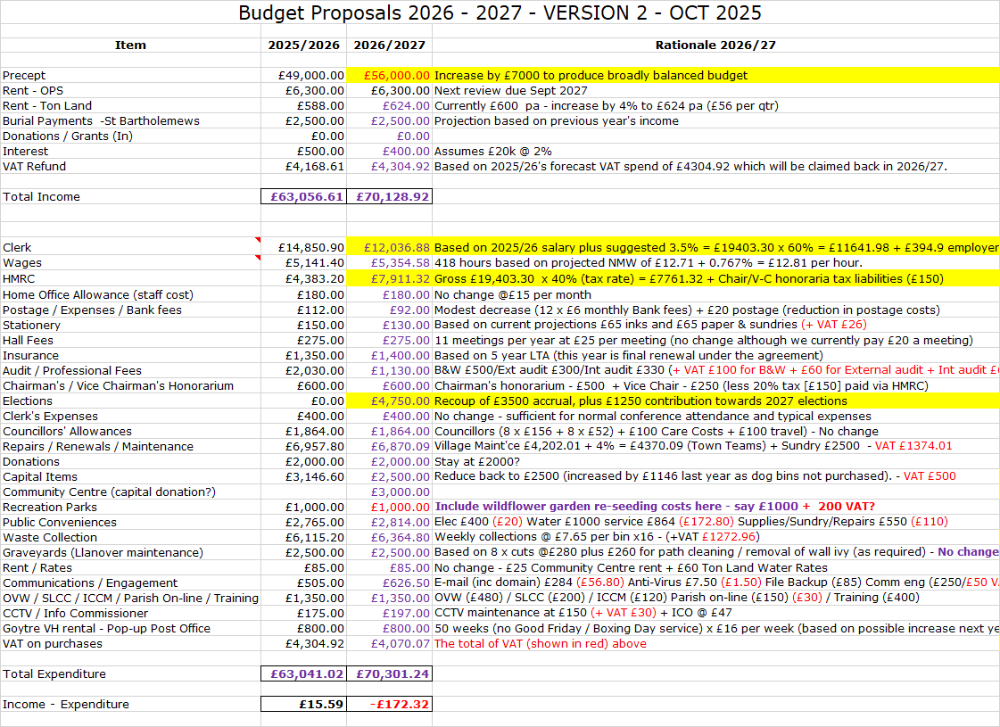 Budget Proposals 2026 - 2027 - VERSION 2 - OCT 2025
Item 2025/2026 2026/2027 Rationale 2026/27
Precept £49,000.00 £56,000.00 Increase by £7000 to produce broadly balanced budget
Rent - OPS £6,300.00 £6,300.00 Next review due Sept 2027
Rent - Ton Land £588.00 £624.00 Currently £600 pa - increase by 4% to £624 pa (£56 per qtr)
Burial Payments -St Bartholemews £2,500.00 £2,500.00 Projection based on previous year's income
Donations / Grants (In) £0.00 £0.00
Interest £500.00 £400.00 Assumes £20k @ 2%
VAT Refund £4,168.61 £4,304.92 Based on 2025/26's forecast VAT spend of £4304.92 which will be claimed back in 2026/27.
Total Income £63,056.61 £70,128.92
Clerk £14,850.90 £12,036.88 Based on 2025/26 salary plus suggested 3.5% = £19403.30 x 60% = £11641.98 + £394.9 employer
Wages £5,141.40 £5,354.58 418 hours based on projected NMW of £12.71 + 0.767% = £12.81 per hour.
HMRC £4,383.20 £7,911.32 Gross £19,403.30 x 40% (tax rate) = £7761.32 + Chair/V-C honoraria tax liabilities (£150)
Home Office Allowance (staff cost) £180.00 £180.00 No change @£15 per month
Postage / Expenses / Bank fees £112.00 £92.00 Modest decrease (12 x £6 monthly Bank fees) + £20 postage (reduction in postage costs)
Stationery £150.00 £130.00 Based on current projections £65 inks and £65 paper & sundries (+ VAT £26)
Hall Fees £275.00 £275.00 11 meetings per year at £25 per meeting (no change although we currently pay £20 a meeting)
Insurance £1,350.00 £1,400.00 Based on 5 year LTA (this year is final renewal under the agreement)
Audit / Professional Fees £2,030.00 £1,130.00 B&W £500/Ext audit £300/Int audit £330 (+ VAT £100 for B&W + £60 for External audit + Int audit £
Chairman's / Vice Chairman's Honorarium £600.00 £600.00 Chairman's honorarium - £500 + Vice Chair - £250 (less 20% tax [£150] paid via HMRC)
Elections £0.00 £4,750.00 Recoup of £3500 accrual, plus £1250 contribution towards 2027 elections
Clerk's Expenses £400.00 £400.00 No change - sufficient for normal conference attendance and typical expenses
Councillors' Allowances £1,864.00 £1,864.00 Councillors (8 x £156 + 8 x £52) + £100 Care Costs + £100 travel) - No change
Repairs / Renewals / Maintenance £6,957.80 £6,870.09 Village Maint'ce £4,202.01 + 4% = £4370.09 (Town Teams) + Sundry £2500 - VAT £1374.01
Donations £2,000.00 £2,000.00 Stay at £2000?
Capital Items £3,146.60 £2,500.00 Reduce back to £2500 (increased by £1146 last year as dog bins not purchased). - VAT £500
Community Centre (capital donation?) £3,000.00
Recreation Parks £1,000.00 £1,000.00 Include wildflower garden re-seeding costs here - say £1000 + 200 VAT?
Public Conveniences £2,765.00 £2,814.00 Elec £400 (£20) Water £1000 service £864 (£172.80) Supplies/Sundry/Repairs £550 (£110)
Waste Collection £6,115.20 £6,364.80 Weekly collections @ £7.65 per bin x16 - (+VAT £1272.96)
Graveyards (Llanover maintenance) £2,500.00 £2,500.00 Based on 8 x cuts @£280 plus £260 for path cleaning / removal of wall ivy (as required) - No change
Rent / Rates £85.00 £85.00 No change - £25 Community Centre rent + £60 Ton Land Water Rates
Communications / Engagement £505.00 £626.50 E-mail (inc domain) £284 (£56.80) Anti-Virus £7.50 (£1.50) File Backup (£85) Comm eng (£250/£50 V
OVW / SLCC / ICCM / Parish On-line / Training £1,350.00 £1,350.00 OVW (£480) / SLCC (£200) / ICCM (£120) Parish on-line (£150) (£30) / Training (£400)
CCTV / Info Commissioner £175.00 £197.00 CCTV maintenance at £150 (+ VAT £30) + ICO @ £47
Goytre VH rental - Pop-up Post Office £800.00 £800.00 50 weeks (no Good Friday / Boxing Day service) x £16 per week (based on possible increase next ye
VAT on purchases £4,304.92 £4,070.07 The total of VAT (shown in red) above
Total Expenditure £63,041.02 £70,301.24
Income - Expenditure £15.59 -£172.32